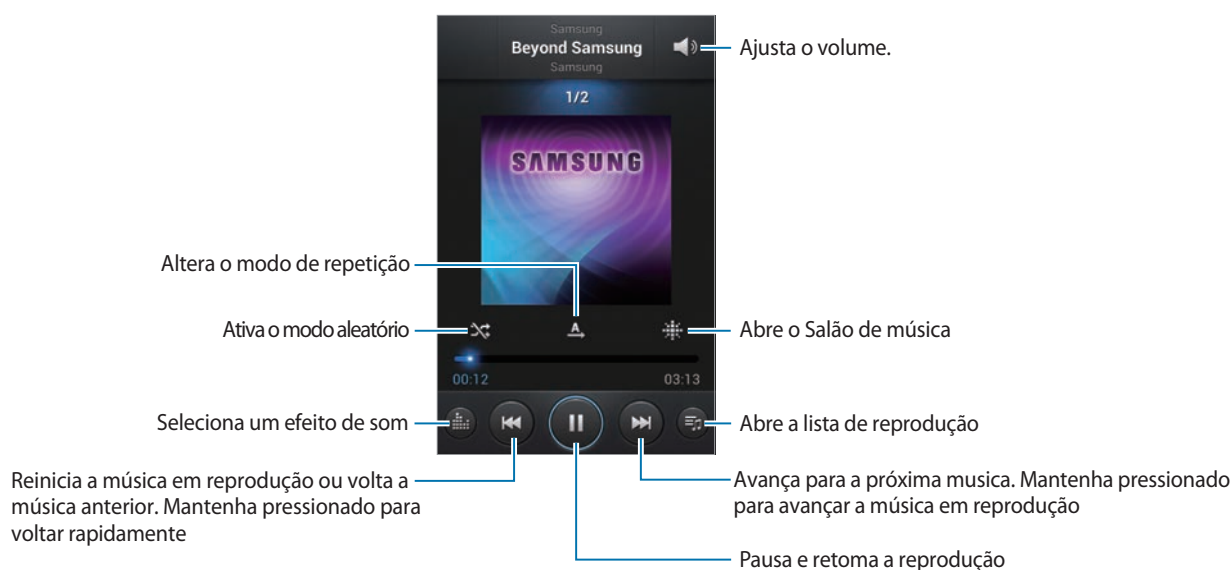 Samsung
Beyond Samsung
Samsung
Ajusta o volume.
1/2
SAMSUNG
Altera o modo de repetição
A
Ativa o modo aleatório
Abre o Salão de música
00:12
03:13
Seleciona um efeito de som
Abre a lista de reprodução
Reinicia a música em reprodução ou volta a
música anterior. Mantenha pressionado para
voltar rapidamente
Avança para a próxima musica. Mantenha pressionado
para avançar a música em reprodução
Pausa e retoma a reprodução